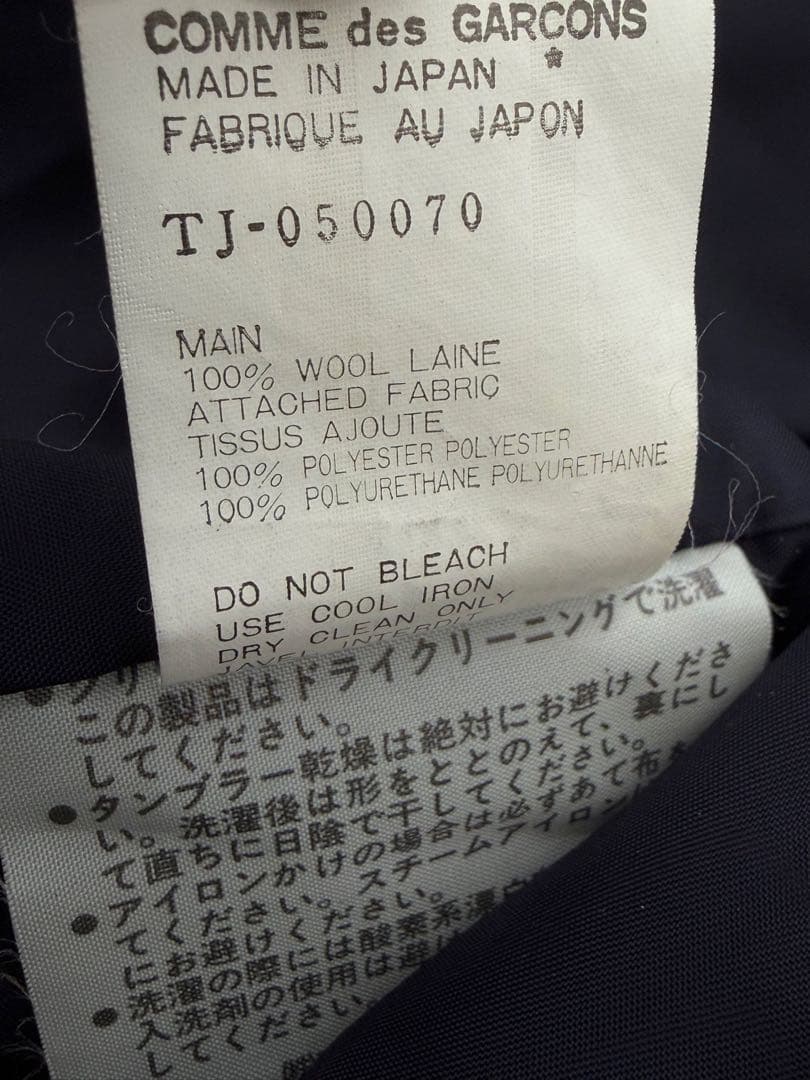 COMME des GARÇONS
MADE IN JAPAN *
FABRIQUE AU JAPON
TJ-050070
MAIN
100% WOOL LAINE
ATTACHED FABRIC
TISSUS AJOUTE
100% POLYESTER POLYESTER
100% POLYURETHANE POLYURETHANNE
DO NOT BLEACH
USE COOL IRON
DRY CLEAN ONLY
JAVEL INTERDIT
この製品はドライクリーニングで洗濯
してください。
タンブラー乾燥は絶対にお避けくださ
い。洗濯後は形をととのえて、裏にし
て直ちに日陰で干してください。
アイロンかけの場合は必ずあて布を
てください。スチームアイロン
にお避けください。
洗濯の際には酸素系漂白
入し洗剤の使用は避け
してください